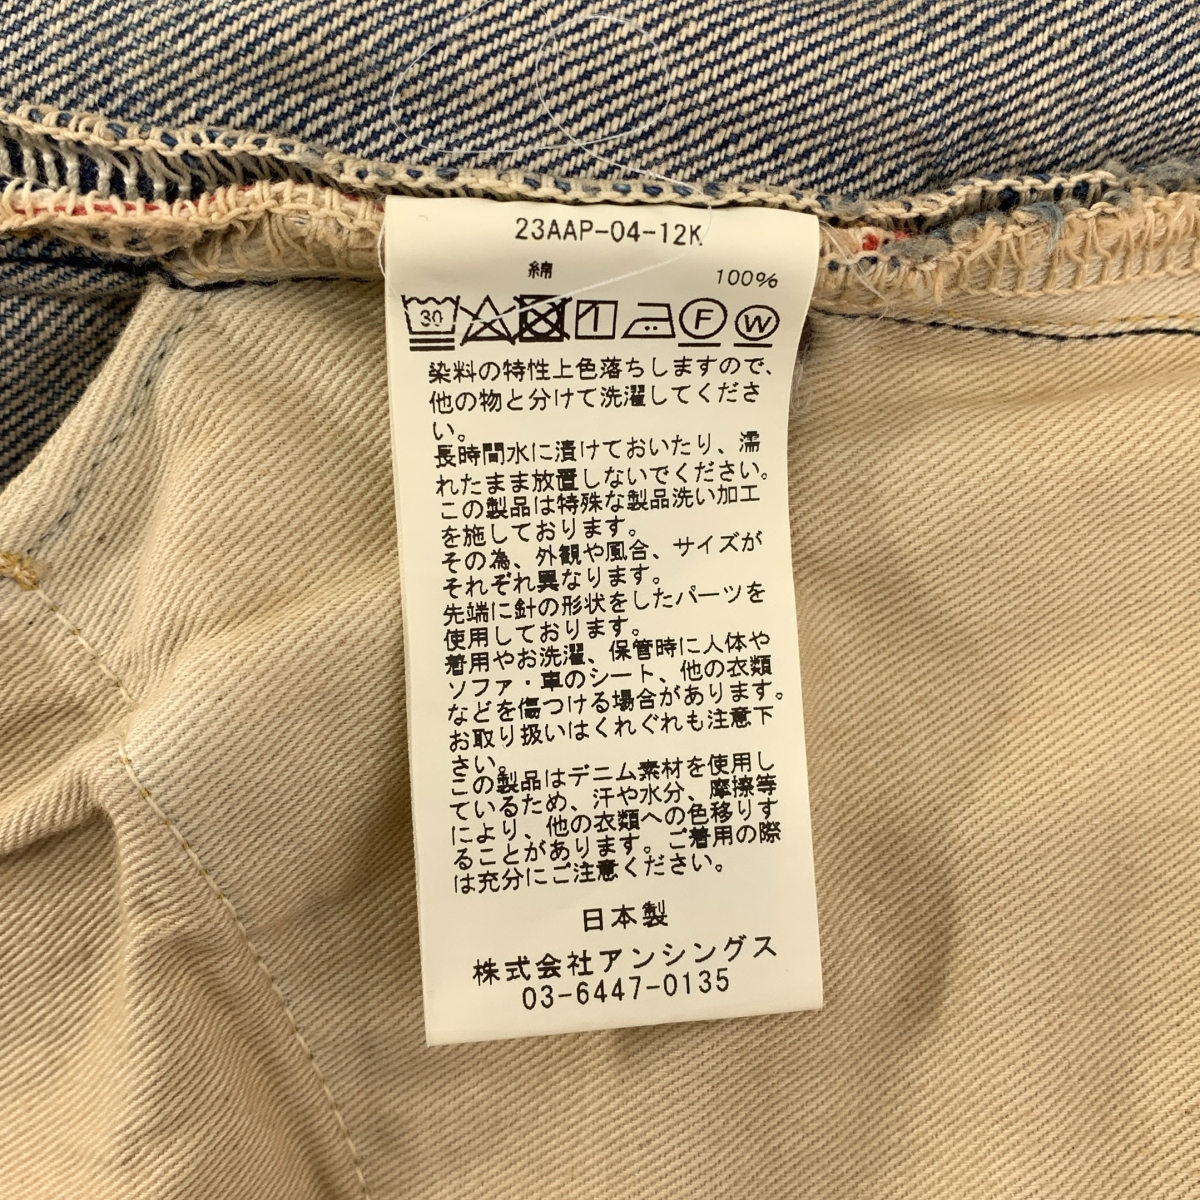 23AAP-04-12K
綿 100%
30
F W
染料の特性上色落ちしますので、
他の物と分けて洗濯してくださ
い。
長時間水に漬けておいたり、濡
れたまま放置しないでください。
この製品は特殊な製品洗い加工
を施しております。
その為、外観や風合、サイズが
それぞれ異なります。
先端に針の形状をしたパーツを
使用しております。
着用やお洗濯、保管時に人体や
ソファ・車のシート、他の衣類
などを傷つける場合があります。
お取り扱いはくれぐれも注意下
さい。
この製品はデニム素材を使用し
ているため、汗や水分、摩擦等
により、他の衣類への色移りす
ることがあります。ご着用の際
は充分にご注意ください。
日本製
株式会社アンシングス
03-6447-0135